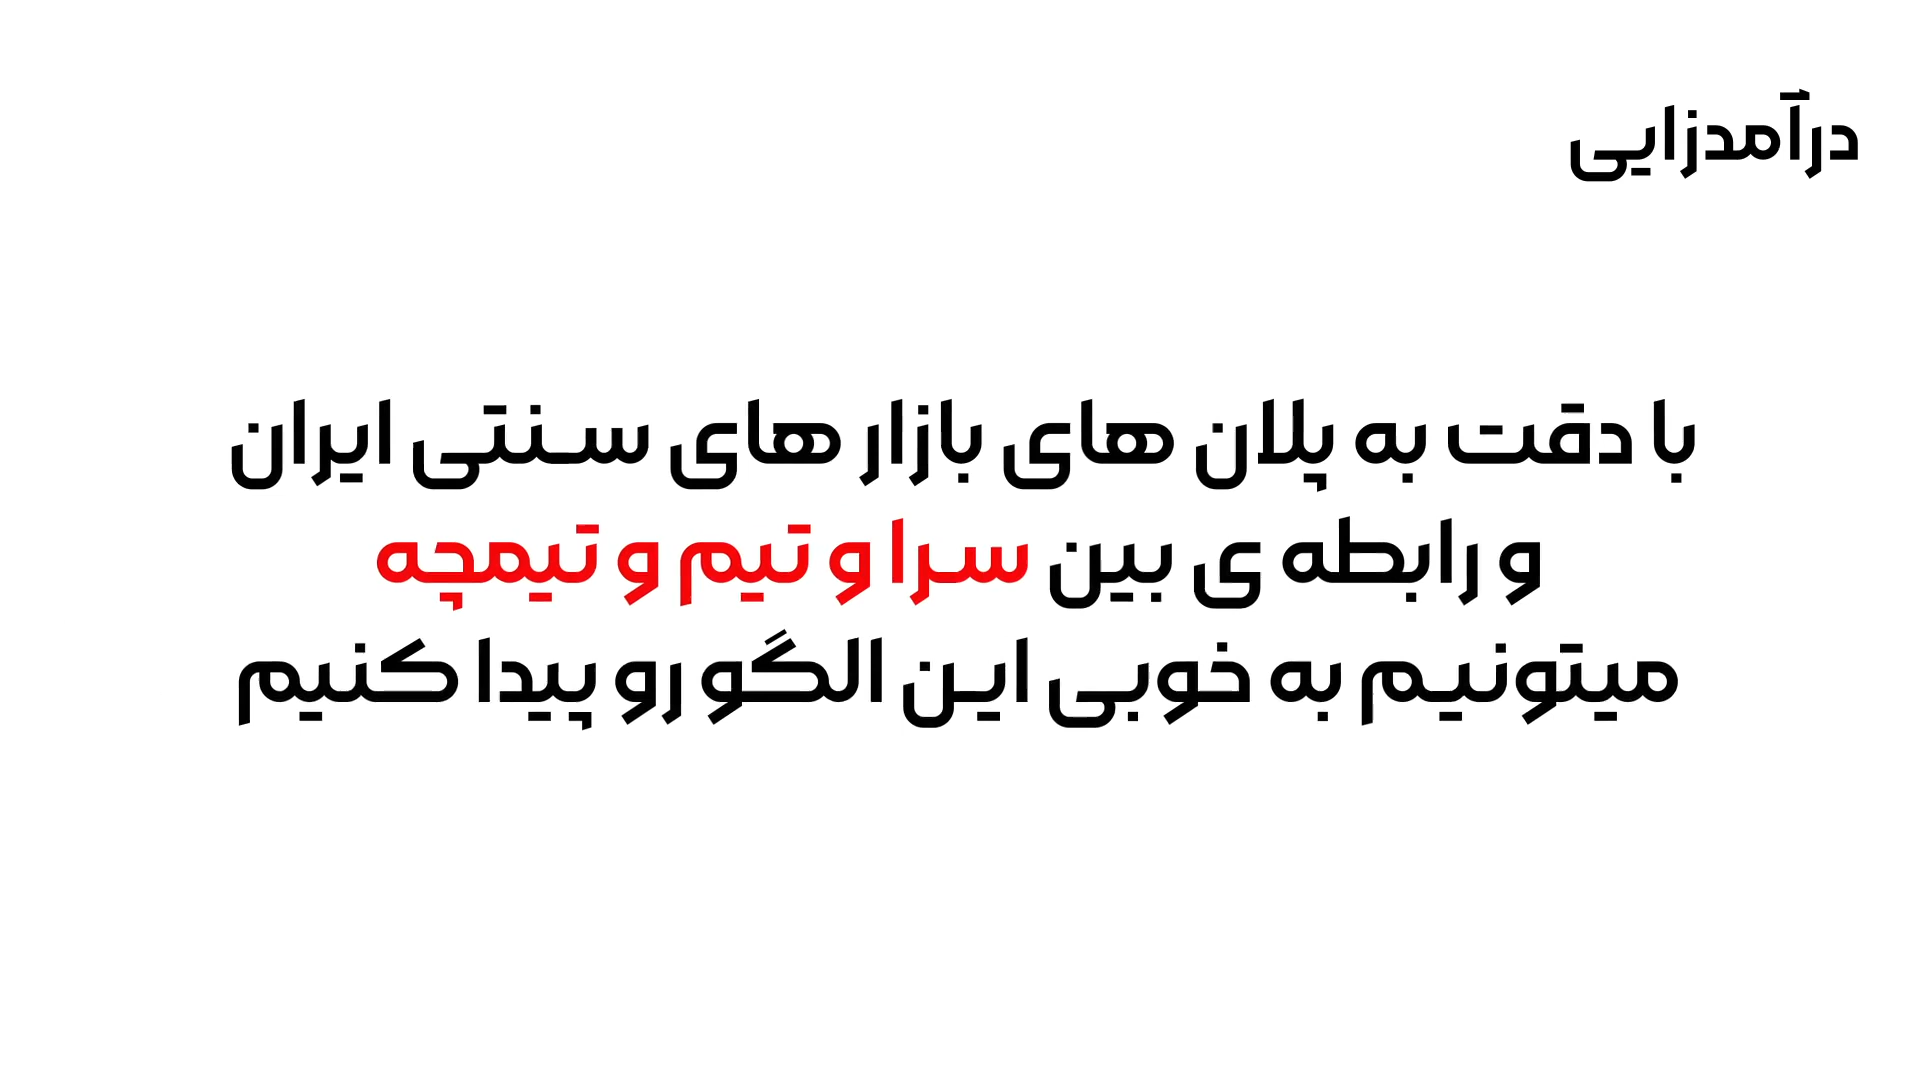 درآمدزایی
با دقت به پلان های بازار های سنتی ایران
و رابطه ی بین سرا و تیم و تیمچه
میتونیم به خوبی این الگو رو پیدا کنیم